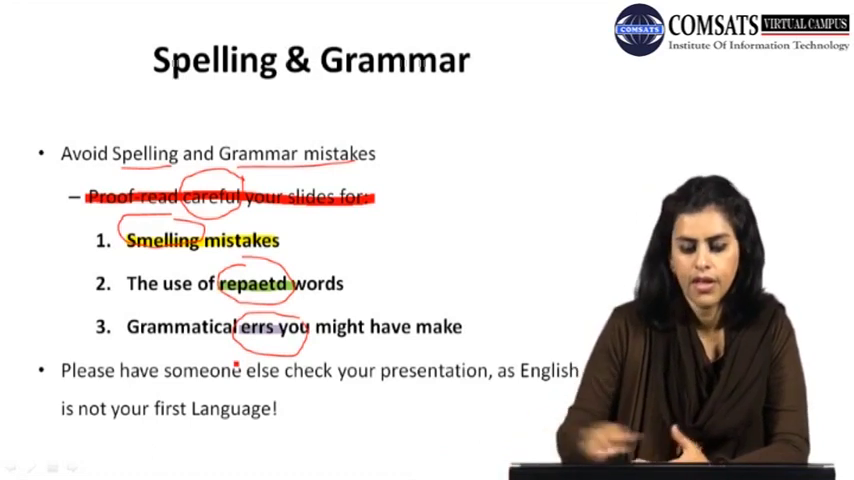 COMSATS VIRTUAL CAMPUS
Institute Of Information Technology
COMSATS
Spelling & Grammar
• Avoid Spelling and Grammar mistakes
– Proof-read careful your slides for:
1. Smelling mistakes
2. The use of repaetd words
3. Grammatical errs you might have make
• Please have someone else check your presentation, as English
is not your first Language!